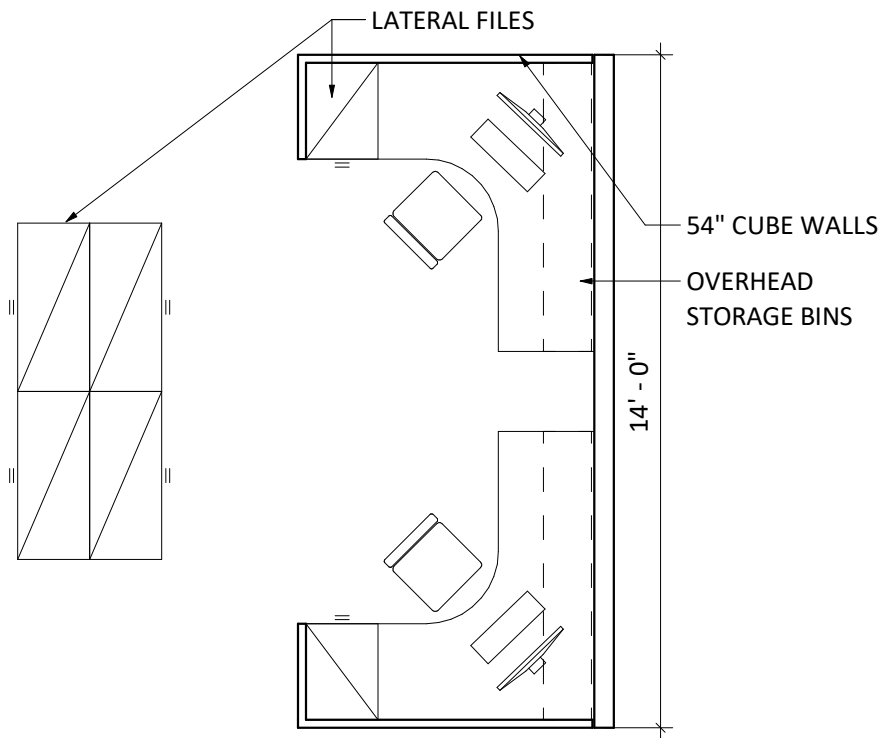 LATERAL FILES
54" CUBE WALLS
OVERHEAD
STORAGE BINS
14' - 0"